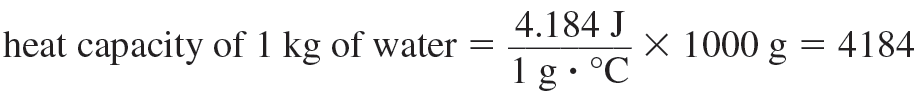 heat capacity of 1 kg of water = 4.184 J / 1 g · °C × 1000 g = 4184